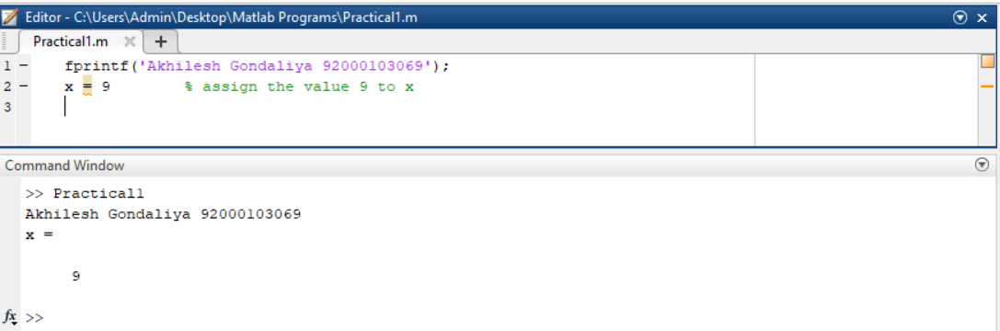 Editor - C:\Users\Admin\Desktop\Matlab Programs\Practical1.m
Practical1.m
1 - fprintf('Akhilesh Gondaliya 92000103069');
2 - x = 9 % assign the value 9 to x
3
Command Window
>> Practical1
Akhilesh Gondaliya 92000103069
x =
9
fx >>